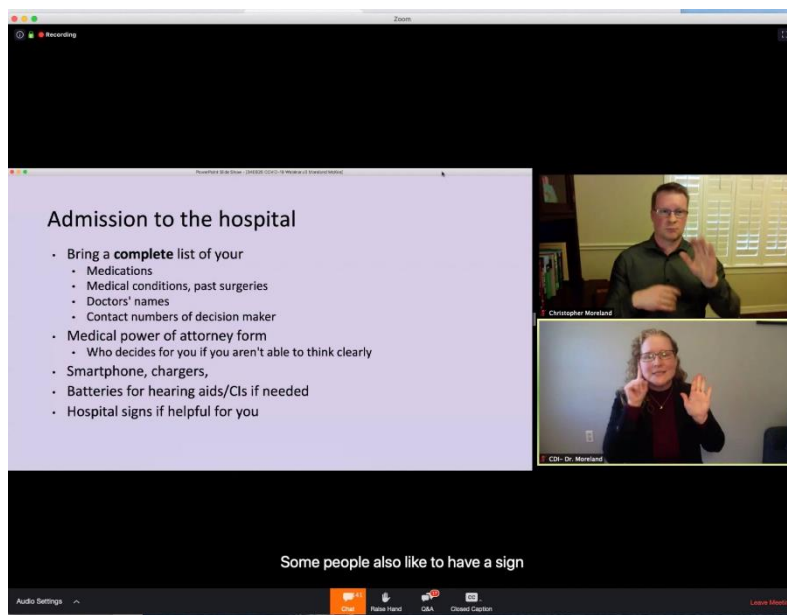 Zoom
Recording
Admission to the hospital
• Bring a complete list of your
• Medications
• Medical conditions, past surgeries
• Doctors' names
• Contact numbers of decision maker
• Medical power of attorney form
• Who decides for you if you aren't able to think clearly
• Smartphone, chargers,
• Batteries for hearing aids/CIs if needed
• Hospital signs if helpful for you
Christopher Moreland
CDI- Dr. Moreland
Some people also like to have a sign
Audio Settings
Chat
Raise Hand
Q&A
Closed Caption